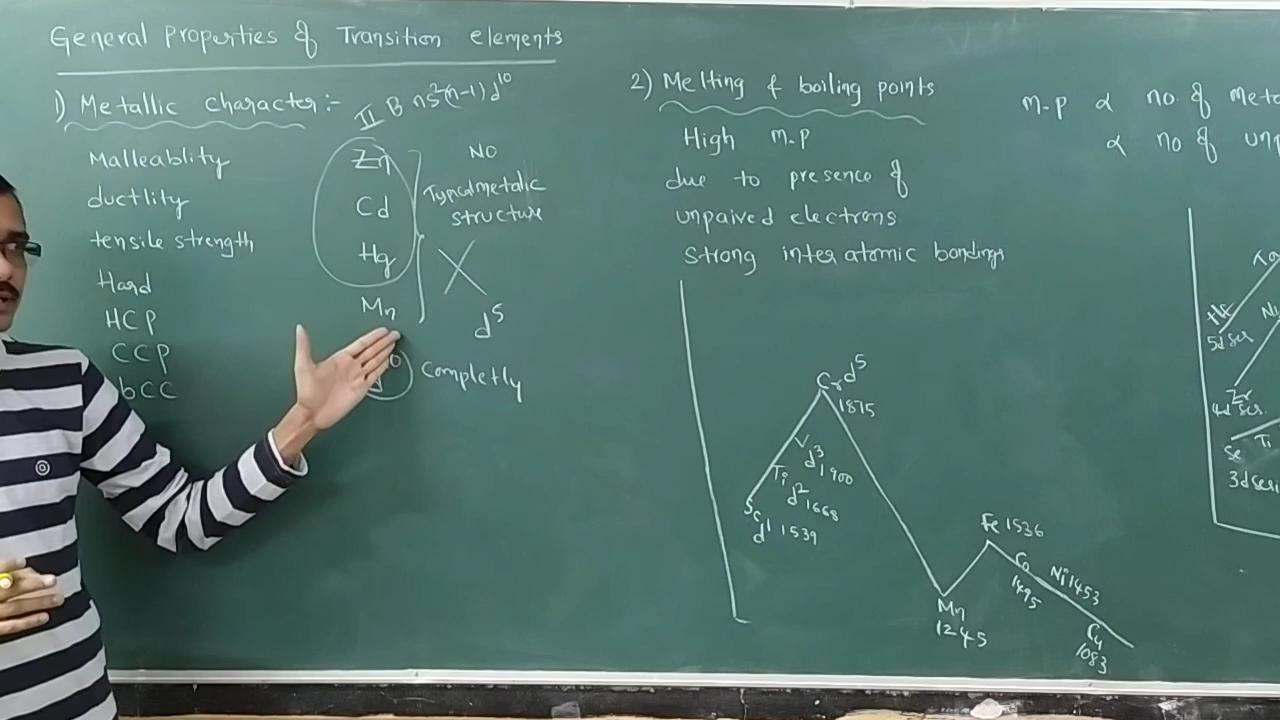 General Properties of Transition elements
1) Metallic character :-
II B ns²(n-1)d¹⁰
Malleablity
ductlity
tensile strength
Hard
HCP
CCP
bCC
Zn
Cd
Hg
Mn
NO
Typicalmetalic
structure
d⁵
Completly
2) Melting & boiling points
High m.p
due to presence of
unpaired electrons
strong interatomic bondings
Cr d⁵
1875
V
d³
1900
Ti
d²
1668
Sc
d¹ 1539
Mn
1245
Fe 1536
Co
1495
Ni 1453
Cu
1083
m.p α no. of
α no of
5d ser
Zr
4d ser.
Sc
Ti